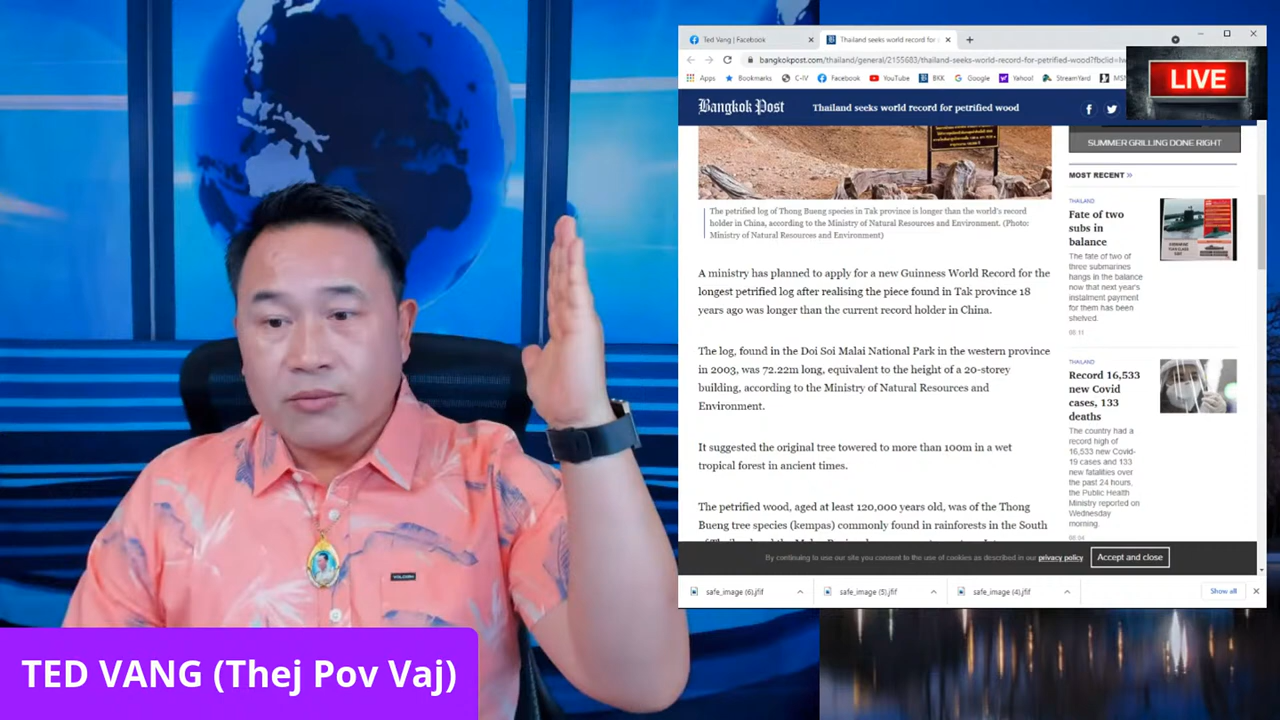 Ted Vang | Facebook
Thailand seeks world record for
bangkokpost.com/thailand/general/2155683/thailand-seeks-world-record-for-petrified-wood?fbclid=Iw
Apps
Bookmarks
C-IV
Facebook
YouTube
BKK
Google
Yahoo!
StreamYard
LIVE
Bangkok Post
Thailand seeks world record for petrified wood
SUMMER GRILLING DONE RIGHT
The petrified log of Thong Bueng species in Tak province is longer than the world's record
holder in China, according to the Ministry of Natural Resources and Environment. (Photo:
Ministry of Natural Resources and Environment)
A ministry has planned to apply for a new Guinness World Record for the
longest petrified log after realising the piece found in Tak province 18
years ago was longer than the current record holder in China.
The log, found in the Doi Soi Malai National Park in the western province
in 2003, was 72.22m long, equivalent to the height of a 20-storey
building, according to the Ministry of Natural Resources and
Environment.
It suggested the original tree towered to more than 100m in a wet
tropical forest in ancient times.
The petrified wood, aged at least 120,000 years old, was of the Thong
Bueng tree species (kempas) commonly found in rainforests in the South
MOST RECENT »
THAILAND
Fate of two
subs in
balance
The fate of two of
three submarines
hangs in the balance
now that next year's
instalment payment
for them has been
shelved.
THAILAND
Record 16,533
new Covid
cases, 133
deaths
The country had a
record high of
16,533 new Covid-
19 cases and 133
new fatalities over
the past 24 hours,
the Public Health
Ministry reported on
Wednesday
morning.
By continuing to use our site you consent to the use of cookies as described in our privacy policy
Accept and close
safe_image (6).jfif
safe_image (5).jfif
safe_image (4).jfif
Show all
TED VANG (Thej Pov Vaj)